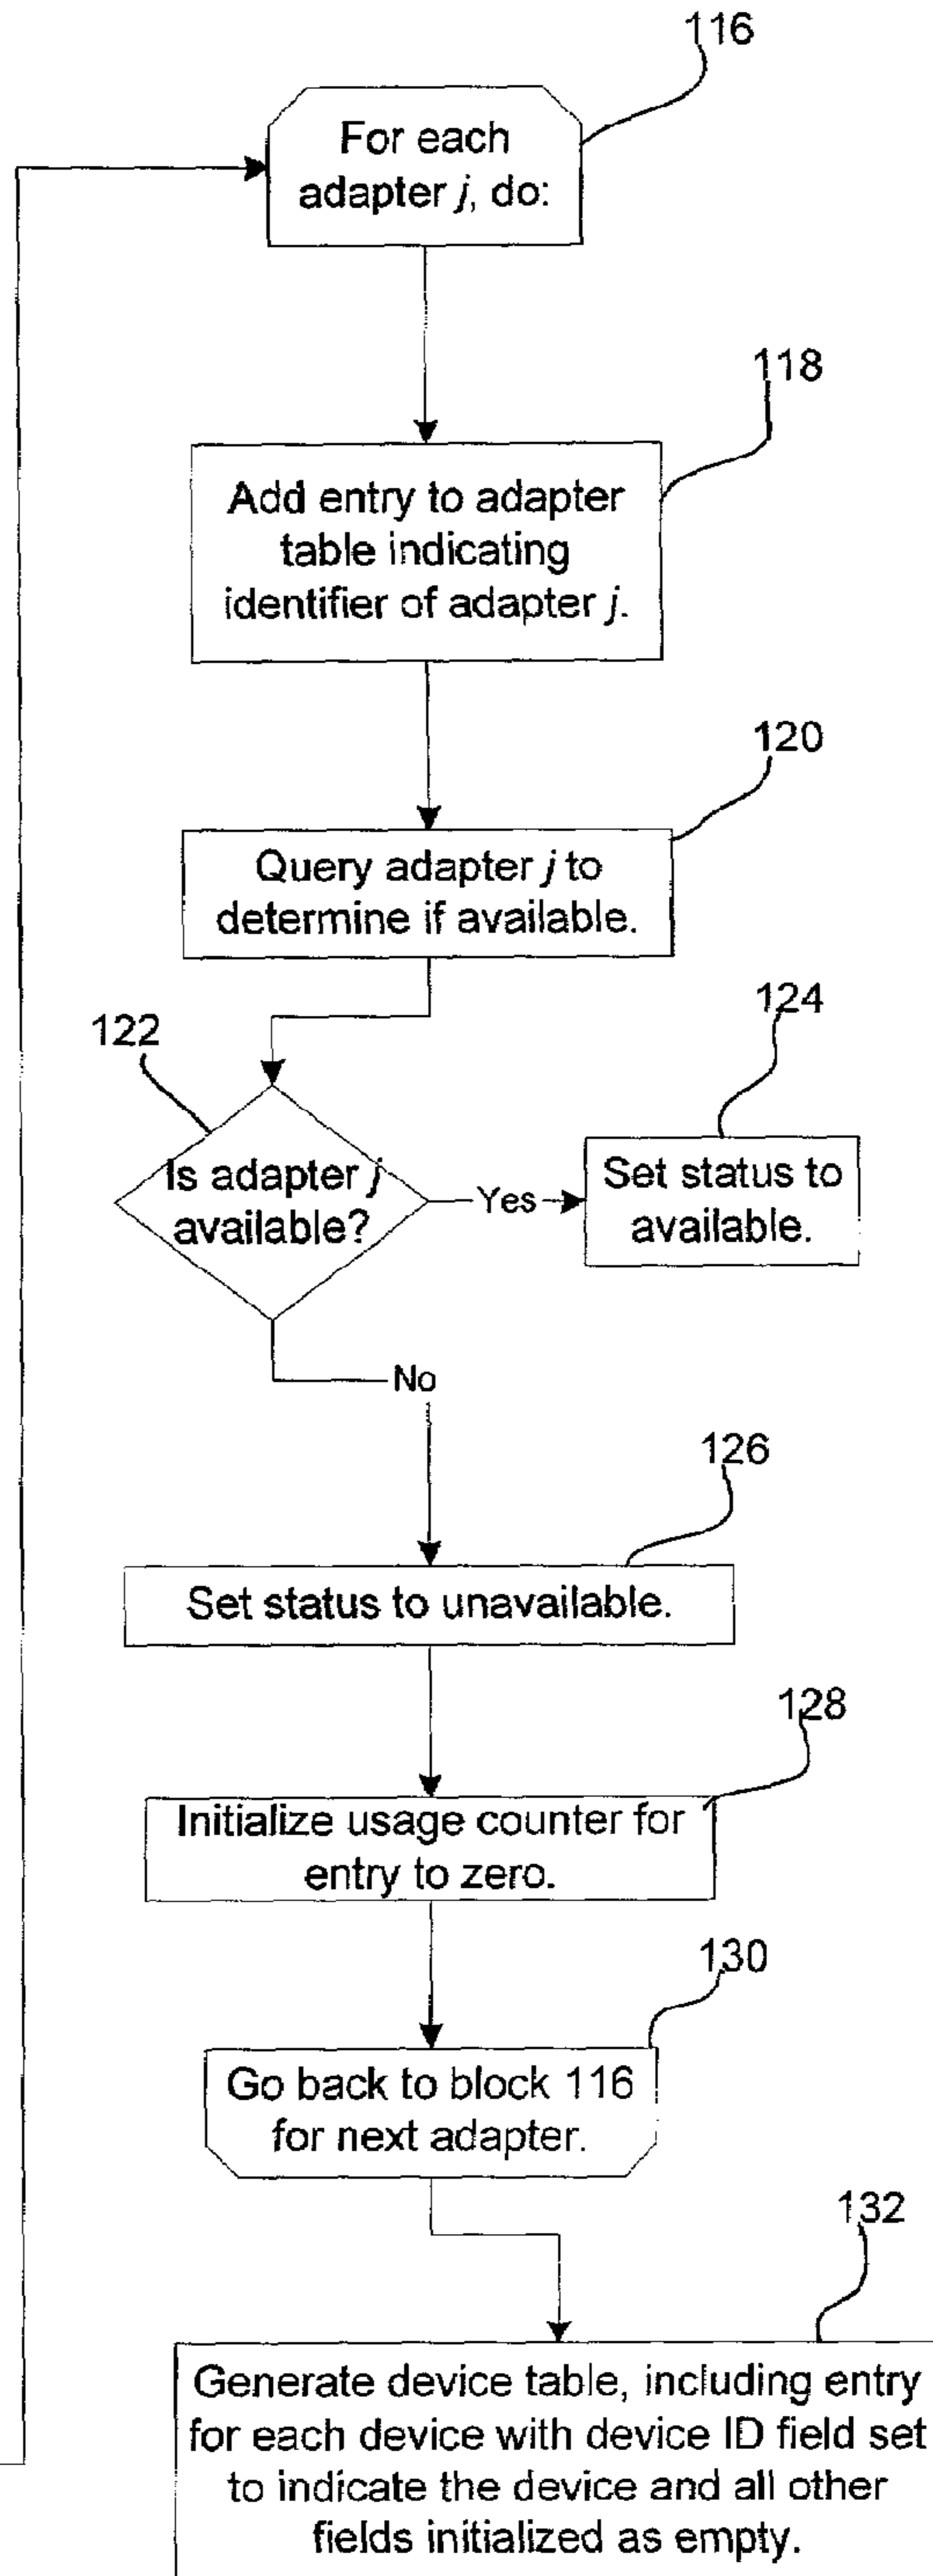 116
For each
adapter j, do:
118
Add entry to adapter
table indicating
identifier of adapter j.
120
Query adapter j to
determine if available.
122
Is adapter j
available?
Yes
124
Set status to
available.
No
126
Set status to unavailable.
128
Initialize usage counter for
entry to zero.
130
Go back to block 116
for next adapter.
132
Generate device table, including entry
for each device with device ID field set
to indicate the device and all other
fields initialized as empty.